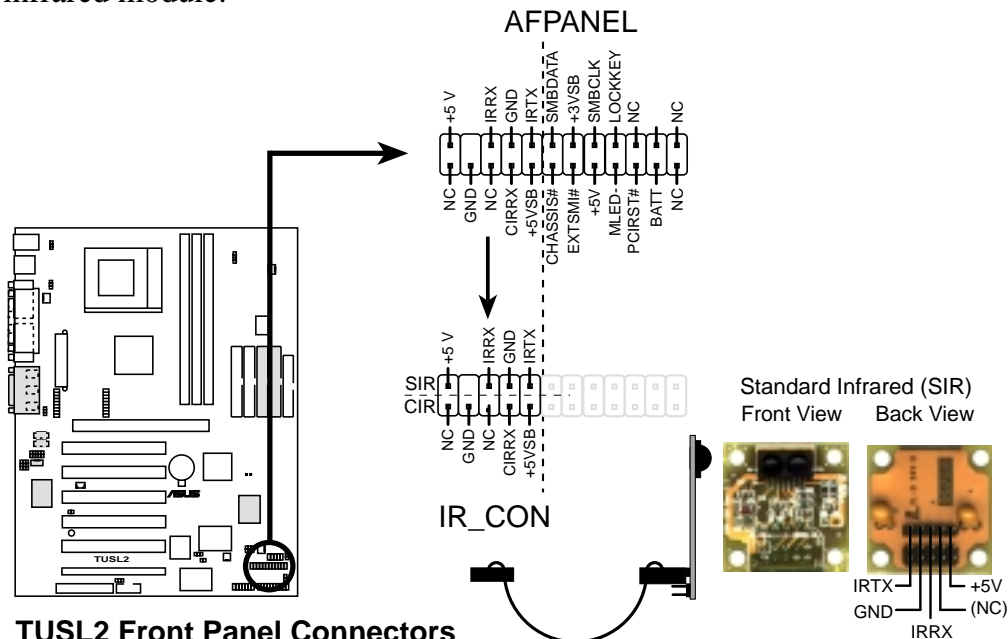 infrared module.
AFPANEL
+5 V
IRRX
GND
IRTX
SMBDATA
+3VSB
SMBCLK
LOCKKEY
NC
NC
NC
GND
NC
CIRRX
+5VSB
CHASSIS#
EXTSMI#
+5V
MLED-
PCIRST#
BATT
NC
+5 V
IRRX
GND
IRTX
SIR
CIR
NC
GND
NC
CIRRX
+5VSB
IR_CON
Standard Infrared (SIR)
Front View Back View
IRTX
GND
IRRX
+5V
(NC)
ASUS
TUSL2
TUSL2 Front Panel Connectors